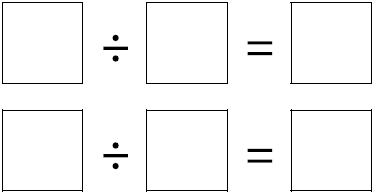 ÷ =
÷ =